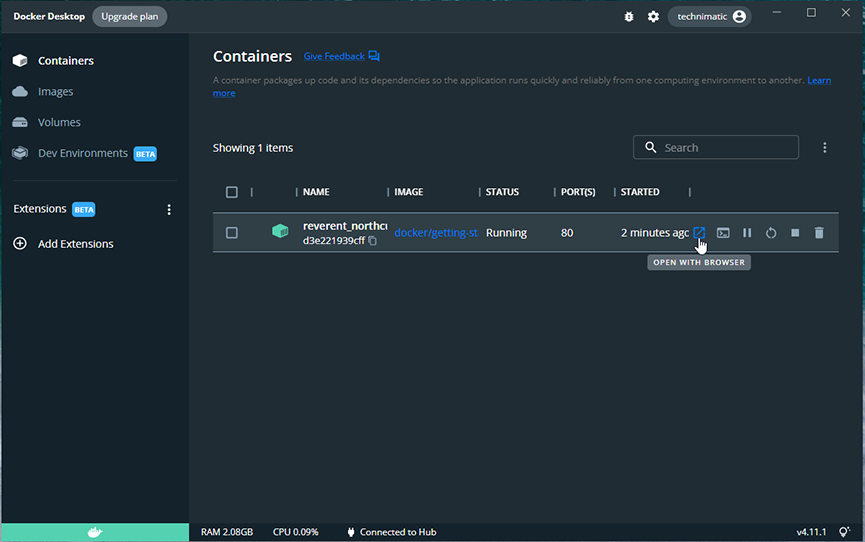 Docker Desktop Upgrade plan technimatic
Containers
Images
Volumes
Dev Environments BETA
Extensions BETA
Add Extensions
Containers Give Feedback
A container packages up code and its dependencies so the application runs quickly and reliably from one computing environment to another. Learn
more
Showing 1 items Search
NAME IMAGE STATUS PORT(S) STARTED
reverent_northcu docker/getting-st Running 80 2 minutes ago
d3e221939cff
OPEN WITH BROWSER
RAM 2.08GB CPU 0.09% Connected to Hub v4.11.1